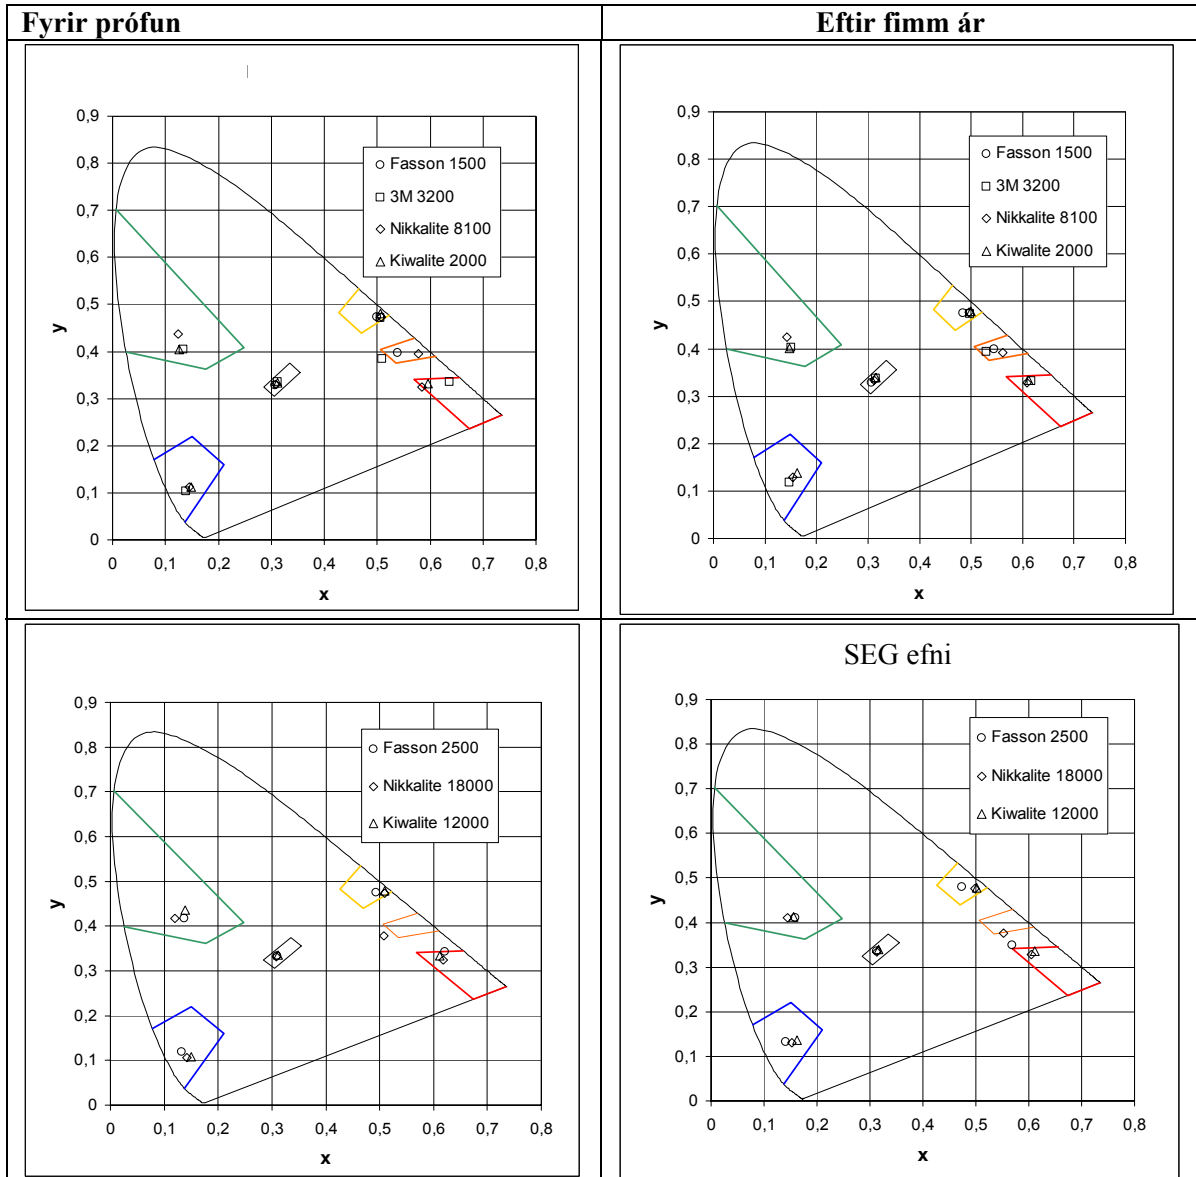 Fyrir prófun
Eftir fimm ár
0,9
0,8
0,7
0,6
0,5
0,4
0,3
0,2
0,1
0
y
0 0,1 0,2 0,3 0,4 0,5 0,6 0,7 0,8
x
Fasson 1500
3M 3200
Nikkalite 8100
Kiwalite 2000
0,9
0,8
0,7
0,6
0,5
0,4
0,3
0,2
0,1
0
y
0 0,1 0,2 0,3 0,4 0,5 0,6 0,7 0,8
x
Fasson 1500
3M 3200
Nikkalite 8100
Kiwalite 2000
0,9
0,8
0,7
0,6
0,5
0,4
0,3
0,2
0,1
0
y
0 0,1 0,2 0,3 0,4 0,5 0,6 0,7 0,8
x
Fasson 2500
Nikkalite 18000
Kiwalite 12000
SEG efni
0,9
0,8
0,7
0,6
0,5
0,4
0,3
0,2
0,1
0
y
0 0,1 0,2 0,3 0,4 0,5 0,6 0,7 0,8
x
Fasson 2500
Nikkalite 18000
Kiwalite 12000